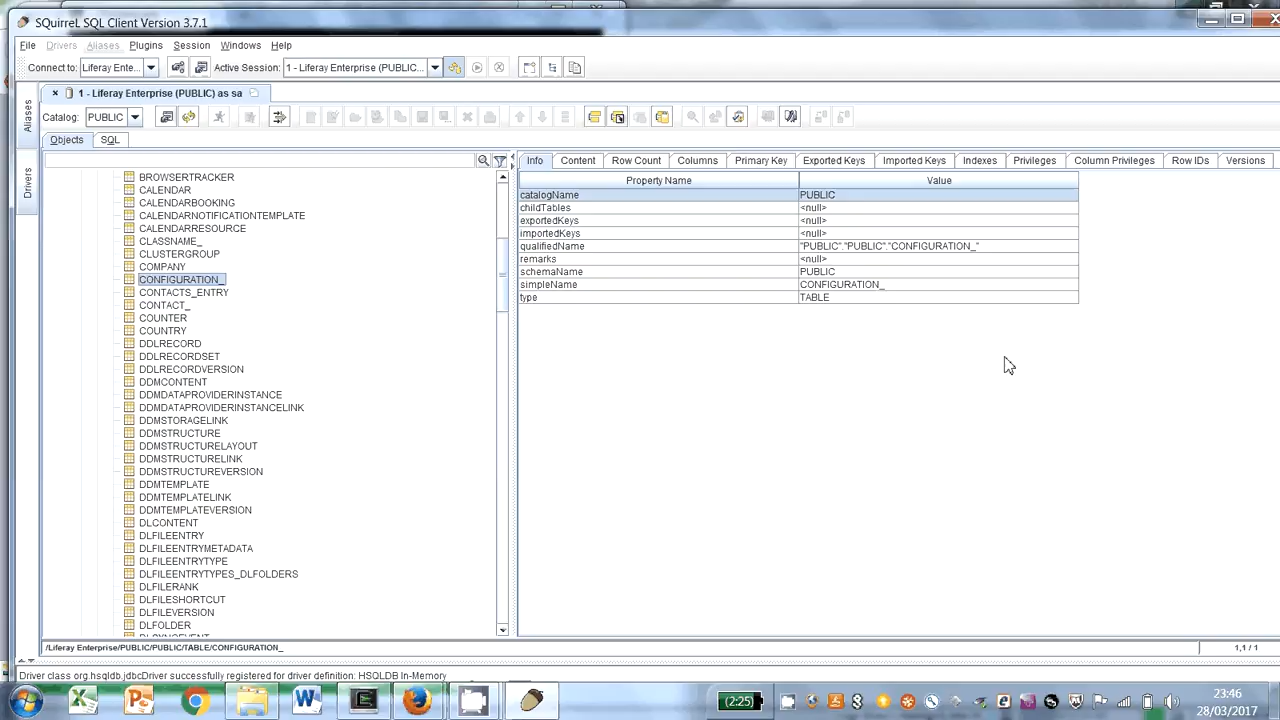 SQuirreL SQL Client Version 3.7.1
File Drivers Aliases Plugins Session Windows Help
Connect to: Liferay Ente... Active Session: 1 - Liferay Enterprise (PUBLIC...
1 - Liferay Enterprise (PUBLIC) as sa
Catalog: PUBLIC
Objects SQL
Aliases
Drivers
BROWSERTRACKER
CALENDAR
CALENDARBOOKING
CALENDARNOTIFICATIONTEMPLATE
CALENDARRESOURCE
CLASSNAME_
CLUSTERGROUP
COMPANY
CONFIGURATION_
CONTACTS_ENTRY
CONTACT_
COUNTER
COUNTRY
DDLRECORD
DDLRECORDSET
DDLRECORDVERSION
DDMCONTENT
DDMDATAPROVIDERINSTANCE
DDMDATAPROVIDERINSTANCELINK
DDMSTORAGELINK
DDMSTRUCTURE
DDMSTRUCTURELAYOUT
DDMSTRUCTURELINK
DDMSTRUCTUREVERSION
DDMTEMPLATE
DDMTEMPLATELINK
DDMTEMPLATEVERSION
DLCONTENT
DLFILEENTRY
DLFILEENTRYMETADATA
DLFILEENTRYTYPE
DLFILEENTRYTYPES_DLFOLDERS
DLFILERANK
DLFILESHORTCUT
DLFILEVERSION
DLFOLDER
DLSYNCEVENT
Info Content Row Count Columns Primary Key Exported Keys Imported Keys Indexes Privileges Column Privileges Row IDs Versions
Property Name Value
catalogName PUBLIC
childTables <null>
exportedKeys <null>
importedKeys <null>
qualifiedName "PUBLIC"."PUBLIC"."CONFIGURATION_"
remarks <null>
schemaName PUBLIC
simpleName CONFIGURATION_
type TABLE
/Liferay Enterprise/PUBLIC/PUBLIC/TABLE/CONFIGURATION_ 1,1 / 1
Driver class org.hsqldb.jdbcDriver successfully registered for driver definition: HSQLDB In-Memory
(2:25)
23:46
28/03/2017